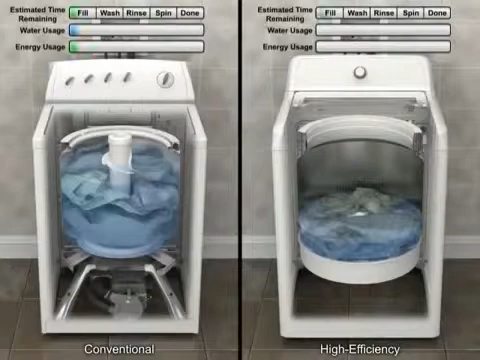 Estimated Time Remaining
Fill Wash Rinse Spin Done
Water Usage
Energy Usage
Conventional
Estimated Time Remaining
Fill Wash Rinse Spin Done
Water Usage
Energy Usage
High-Efficiency